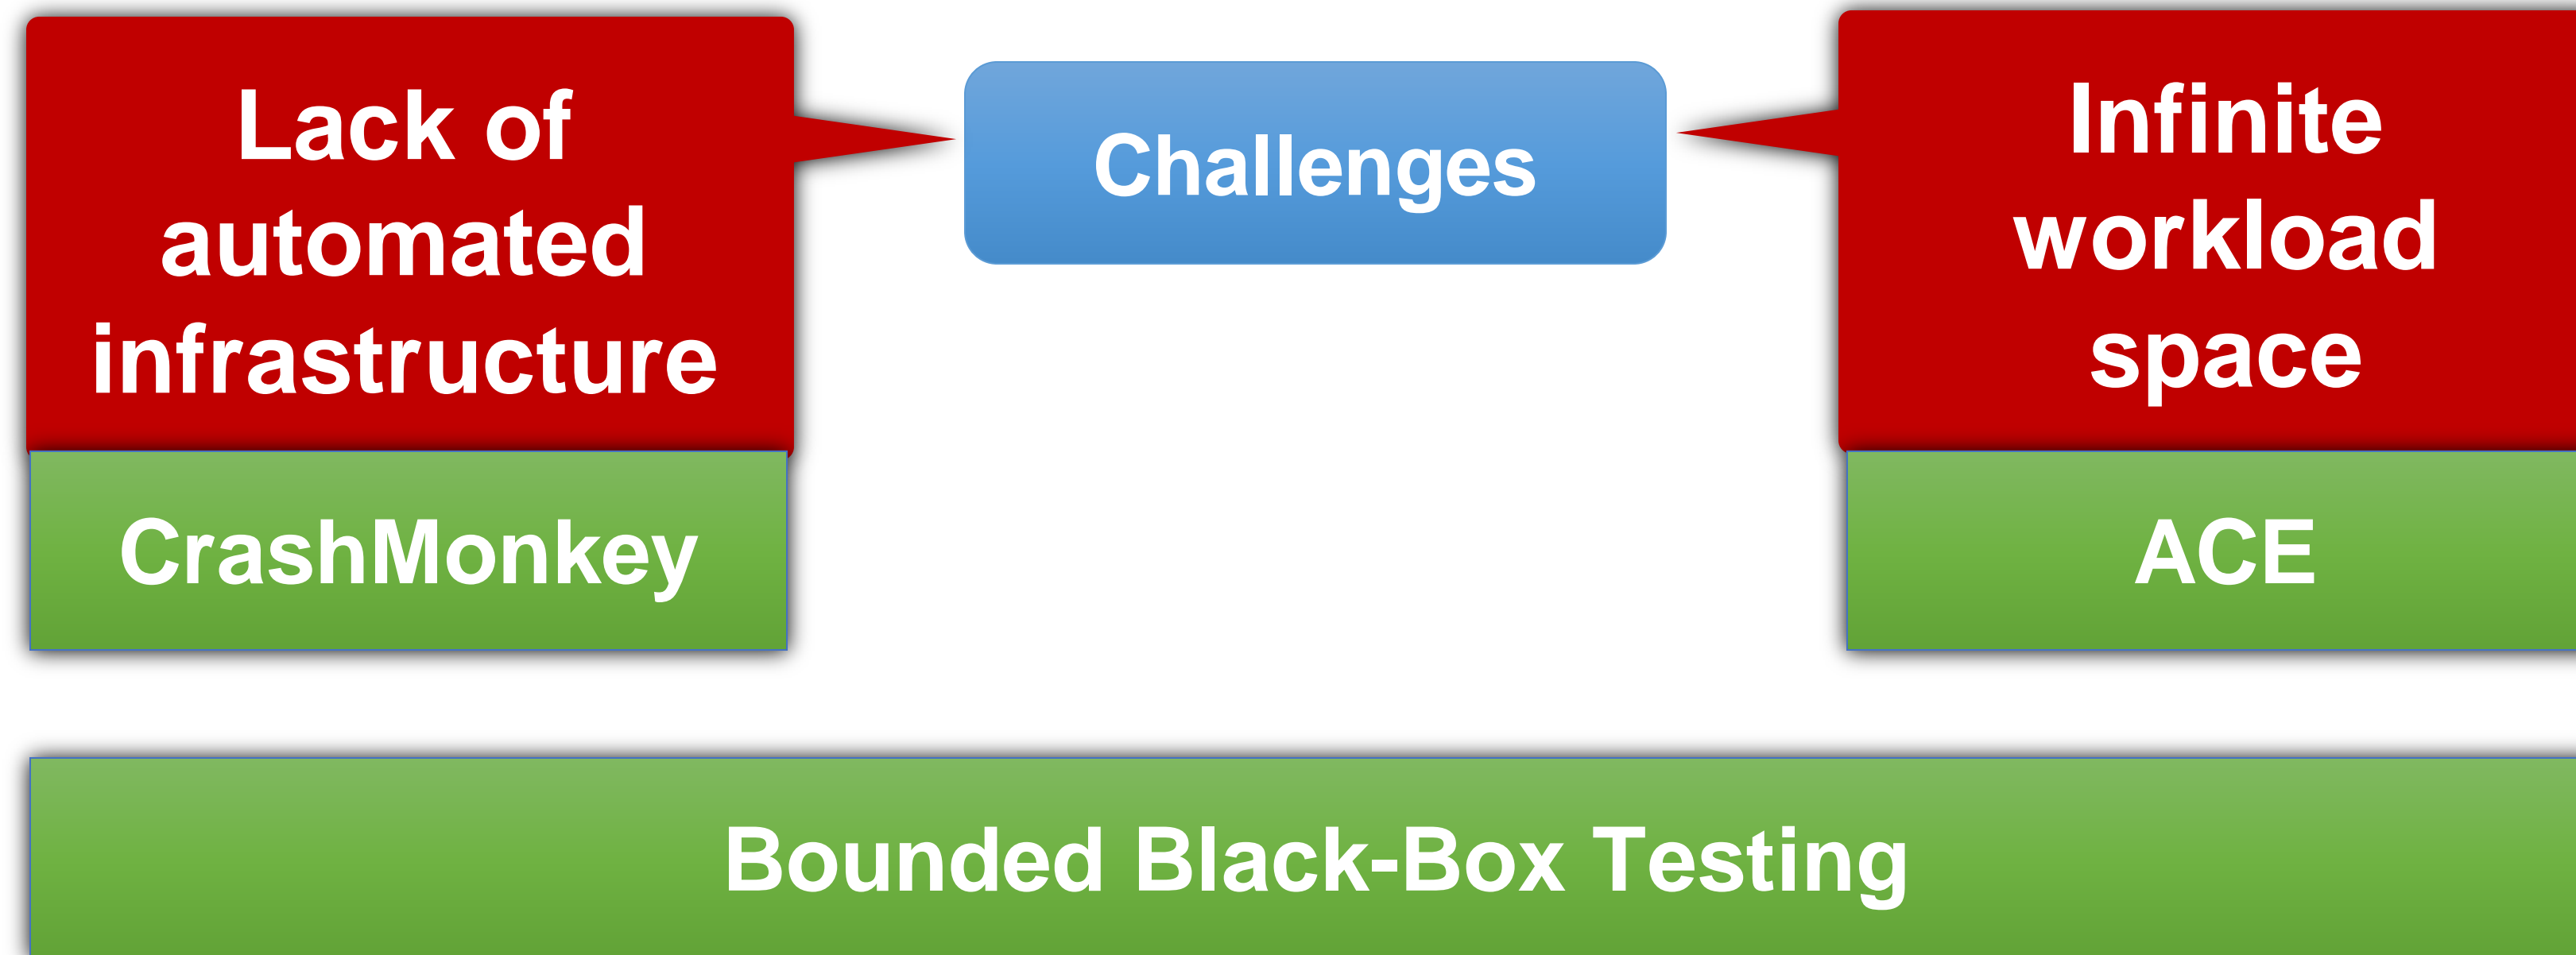 Lack of
automated
infrastructure
Challenges
Infinite
workload
space
CrashMonkey
ACE
Bounded Black-Box Testing